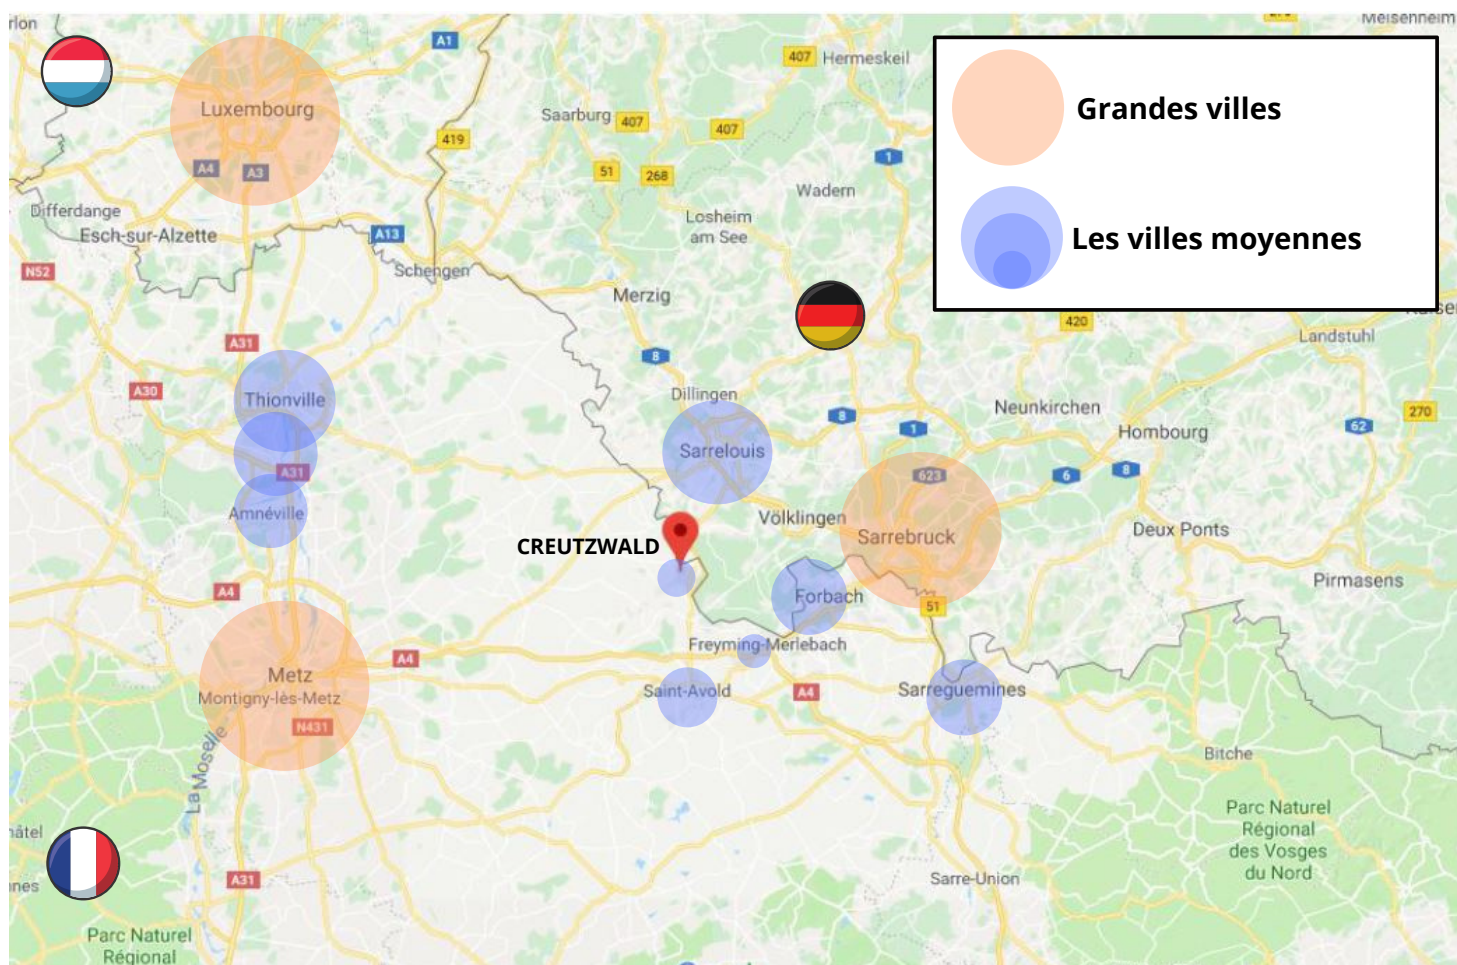 rlon
A1
407
Hermeskeil
Meisenheim
Grandes villes
Luxembourg
Saarburg
407
407
419
1
A4
A3
51
268
Wadern
Differdange
Losheim
am See
Esch-sur-Alzette
A13
Les villes moyennes
N52
Schengen
Merzig
420
Landstuhl
A31
8
A30
Thionville
Dillingen
8
Neunkirchen
270
1
62
Hombourg
Sarrelouis
A31
623
6
8
Amnéville
Völklingen
Sarrebruck
Deux Ponts
CREUTZWALD
A4
Forbach
51
Pirmasens
Freyming-Merlebach
A4
Metz
Montigny-lès-Metz
Saint-Avold
A4
Sarreguemines
N431
La Moselle
Bitche
Parc Naturel
Régional
des Vosges
du Nord
hâtel
nnes
A31
Sarre-Union
Parc Naturel
Régional